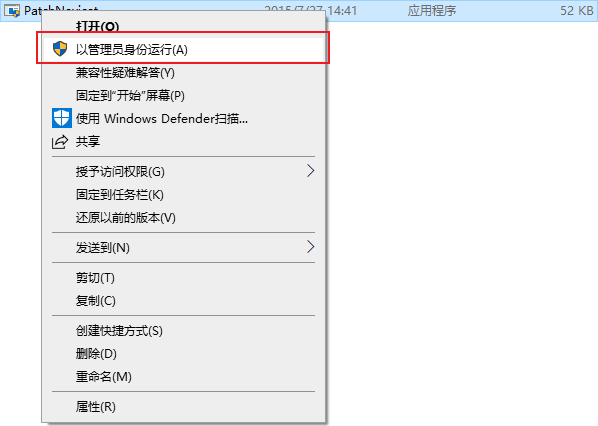 PatchNavicat 2015/7/27 14:41 应用程序 52 KB
打开(O)
以管理员身份运行(A)
兼容性疑难解答(Y)
固定到"开始"屏幕(P)
使用 Windows Defender扫描...
共享
授予访问权限(G)
固定到任务栏(K)
还原以前的版本(V)
发送到(N)
剪切(T)
复制(C)
创建快捷方式(S)
删除(D)
重命名(M)
属性(R)